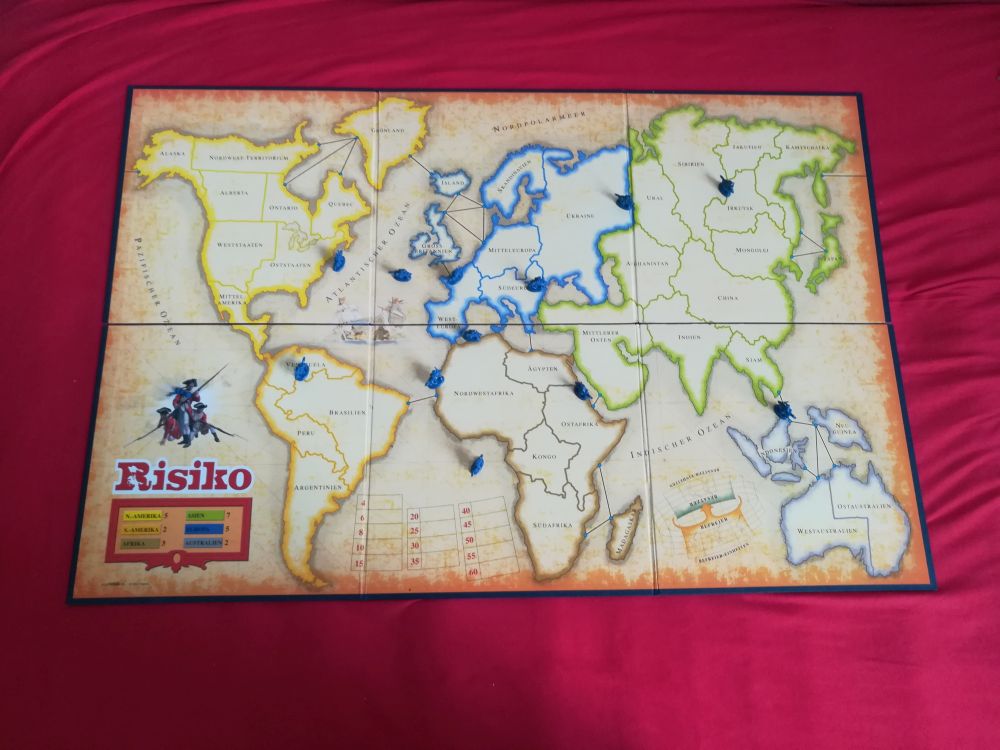 NORDPOLARMEER
GRÖNLAND
ALASKA
NORDWEST-TERRITORIUM
ALBERTA
ONTARIO
QUEBEC
WESTSTAATEN
OSTSTAATEN
MITTEL-
AMERIKA
PAZIFISCHER OZEAN
ATLANTISCHER OZEAN
ISLAND
SKANDINAVIEN
GROSS-
BRITANNIEN
MITTELEUROPA
UKRAINE
WEST-
EUROPA
URAL
SIBIRIEN
JAKUTIEN
KAMTSCHATKA
IRKUTSK
MONGOLEI
JAPAN
AFGHANISTAN
CHINA
MITTLERER
OSTEN
INDIEN
SIAM
BRASILIEN
PERU
ARGENTINIEN
NORDWESTAFRIKA
ÄGYPTEN
OSTAFRIKA
KONGO
SÜDAFRIKA
MADAGASKAR
INDISCHER OZEAN
INDONESIEN
NEU-
GUINEA
WESTAUSTRALIEN
OSTAUSTRALIEN
Risiko
N.-AMERIKA 5
ASIEN 7
S.-AMERIKA 2
EUROPA 5
AFRIKA 3
AUSTRALIEN 2
4
6
8
10
15
20
25
30
35
40
45
50
55
60
BESETZER
BEFREIER
BEFREIER-EINHEITEN